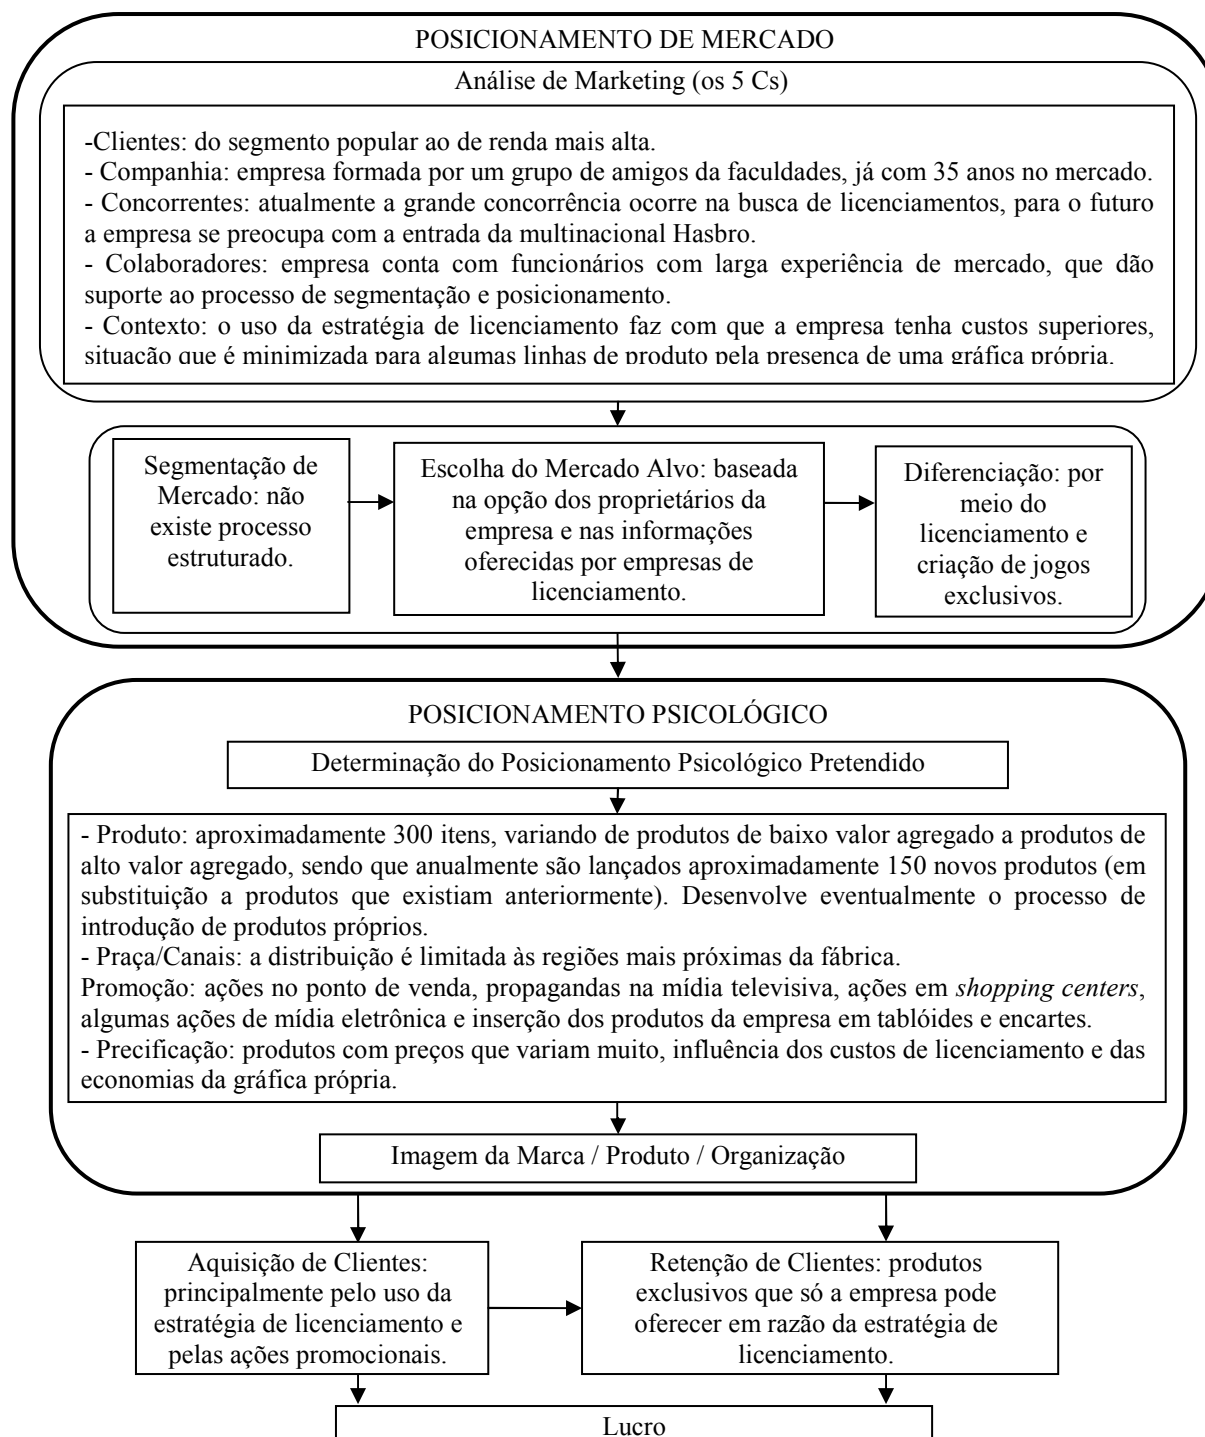 POSICIONAMENTO DE MERCADO
Análise de Marketing (os 5 Cs)
-Clientes: do segmento popular ao de renda mais alta.
- Companhia: empresa formada por um grupo de amigos da faculdades, já com 35 anos no mercado.
- Concorrentes: atualmente a grande concorrência ocorre na busca de licenciamentos, para o futuro
a empresa se preocupa com a entrada da multinacional Hasbro.
- Colaboradores: empresa conta com funcionários com larga experiência de mercado, que dão
suporte ao processo de segmentação e posicionamento.
- Contexto: o uso da estratégia de licenciamento faz com que a empresa tenha custos superiores,
situação que é minimizada para algumas linhas de produto pela presença de uma gráfica própria.
Segmentação de
Mercado: não
existe processo
estruturado.
Escolha do Mercado Alvo: baseada
na opção dos proprietários da
empresa e nas informações
oferecidas por empresas de
licenciamento.
Diferenciação: por
meio do
licenciamento e
criação de jogos
exclusivos.
POSICIONAMENTO PSICOLÓGICO
Determinação do Posicionamento Psicológico Pretendido
- Produto: aproximadamente 300 itens, variando de produtos de baixo valor agregado a produtos de
alto valor agregado, sendo que anualmente são lançados aproximadamente 150 novos produtos (em
substituição a produtos que existiam anteriormente). Desenvolve eventualmente o processo de
introdução de produtos próprios.
- Praça/Canais: a distribuição é limitada às regiões mais próximas da fábrica.
Promoção: ações no ponto de venda, propagandas na mídia televisiva, ações em shopping centers,
algumas ações de mídia eletrônica e inserção dos produtos da empresa em tablóides e encartes.
- Precificação: produtos com preços que variam muito, influência dos custos de licenciamento e das
economias da gráfica própria.
Imagem da Marca / Produto / Organização
Aquisição de Clientes:
principalmente pelo uso da
estratégia de licenciamento e
pelas ações promocionais.
Retenção de Clientes: produtos
exclusivos que só a empresa pode
oferecer em razão da estratégia de
licenciamento.
Lucro